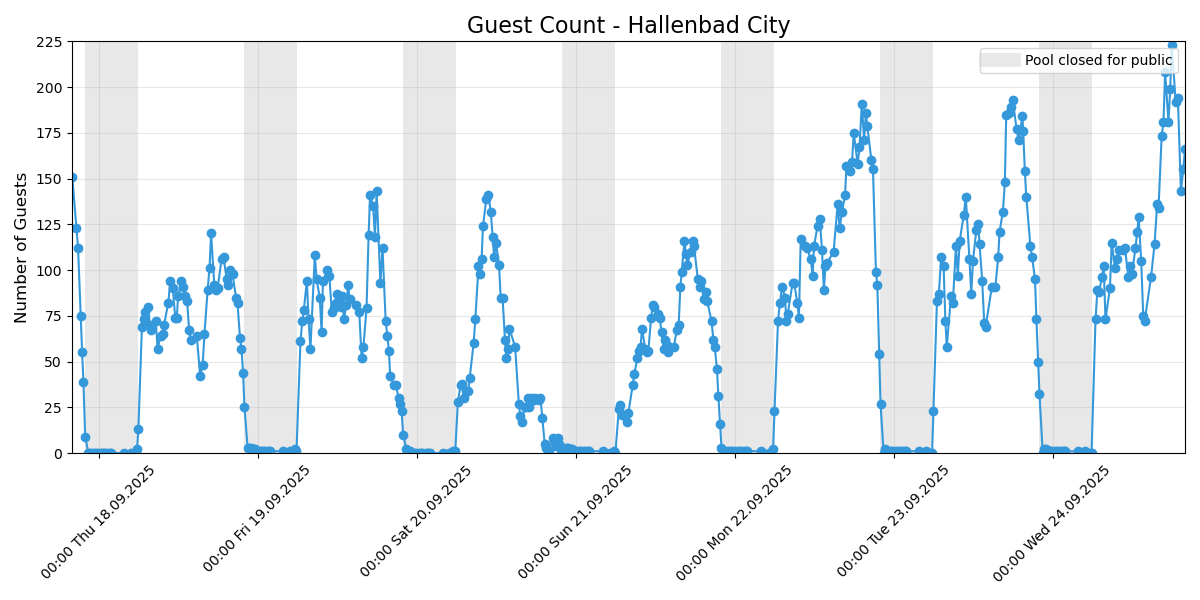 Guest Count - Hallenbad City
Pool closed for public
Number of Guests
225
200
175
150
125
100
75
50
25
0
00:00 Thu 18.09.2025
00:00 Fri 19.09.2025
00:00 Sat 20.09.2025
00:00 Sun 21.09.2025
00:00 Mon 22.09.2025
00:00 Tue 23.09.2025
00:00 Wed 24.09.2025